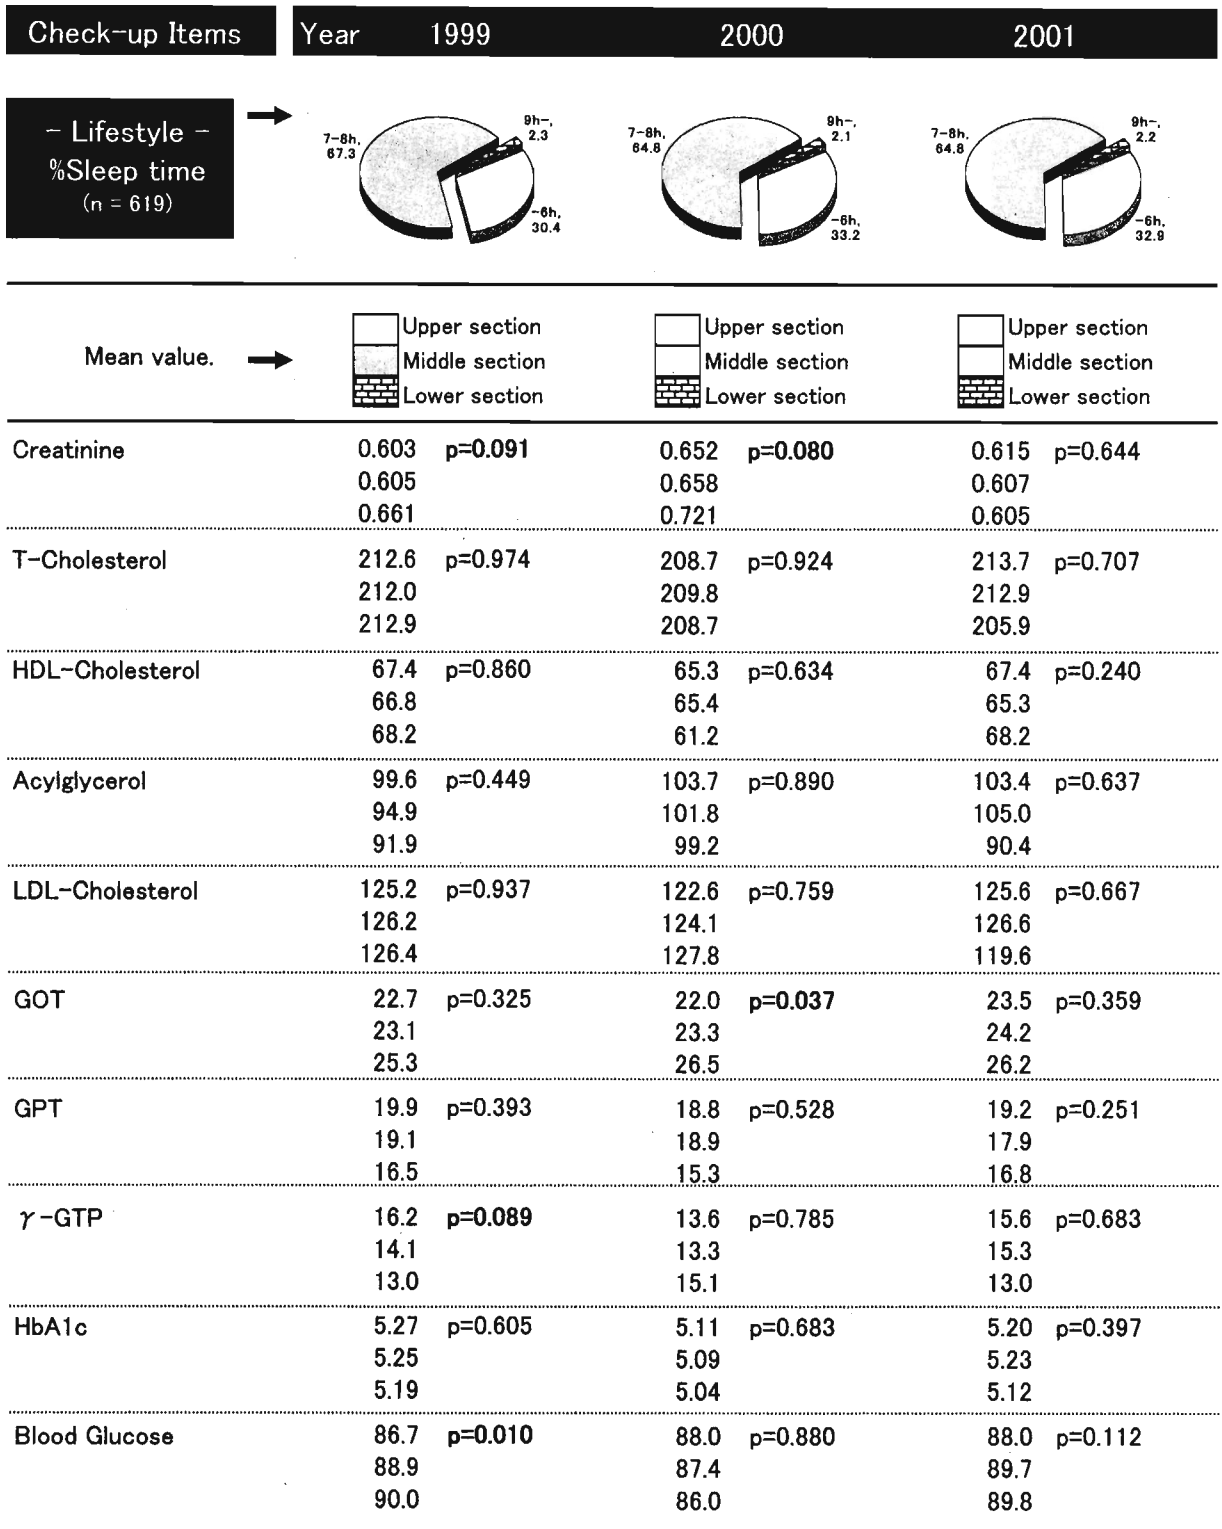 Check-up Items Year 1999 2000 2001
- Lifestyle -
%Sleep time
(n = 619)
7-8h,
67.3
9h-,
2.3
-6h,
30.4
7-8h,
64.8
9h-,
2.1
-6h,
33.2
7-8h,
64.8
9h-,
2.2
-6h,
32.9
Mean value.
Upper section
Middle section
Lower section
Upper section
Middle section
Lower section
Upper section
Middle section
Lower section
Creatinine 0.603 p=0.091 0.652 p=0.080 0.615 p=0.644
0.605 0.658 0.607
0.661 0.721 0.605
T-Cholesterol 212.6 p=0.974 208.7 p=0.924 213.7 p=0.707
212.0 209.8 212.9
212.9 208.7 205.9
HDL-Cholesterol 67.4 p=0.860 65.3 p=0.634 67.4 p=0.240
66.8 65.4 65.3
68.2 61.2 68.2
Acylglycerol 99.6 p=0.449 103.7 p=0.890 103.4 p=0.637
94.9 101.8 105.0
91.9 99.2 90.4
LDL-Cholesterol 125.2 p=0.937 122.6 p=0.759 125.6 p=0.667
126.2 124.1 126.6
126.4 127.8 119.6
GOT 22.7 p=0.325 22.0 p=0.037 23.5 p=0.359
23.1 23.3 24.2
25.3 26.5 26.2
GPT 19.9 p=0.393 18.8 p=0.528 19.2 p=0.251
19.1 18.9 17.9
16.5 15.3 16.8
γ-GTP 16.2 p=0.089 13.6 p=0.785 15.6 p=0.683
14.1 13.3 15.3
13.0 15.1 13.0
HbA1c 5.27 p=0.605 5.11 p=0.683 5.20 p=0.397
5.25 5.09 5.23
5.19 5.04 5.12
Blood Glucose 86.7 p=0.010 88.0 p=0.880 88.0 p=0.112
88.9 87.4 89.7
90.0 86.0 89.8